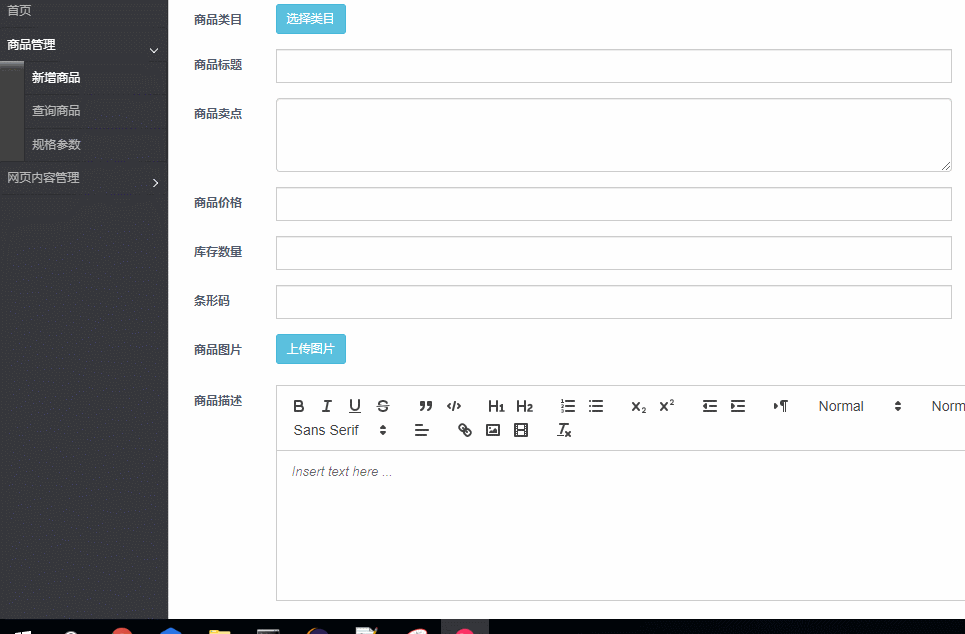 首页
商品管理
新增商品
查询商品
规格参数
网页内容管理
商品类目 选择类目
商品标题
商品卖点
商品价格
库存数量
条形码
商品图片 上传图片
商品描述
B I U S H1 H2 X2 X2 Normal Norm
Sans Serif
Insert text here ...